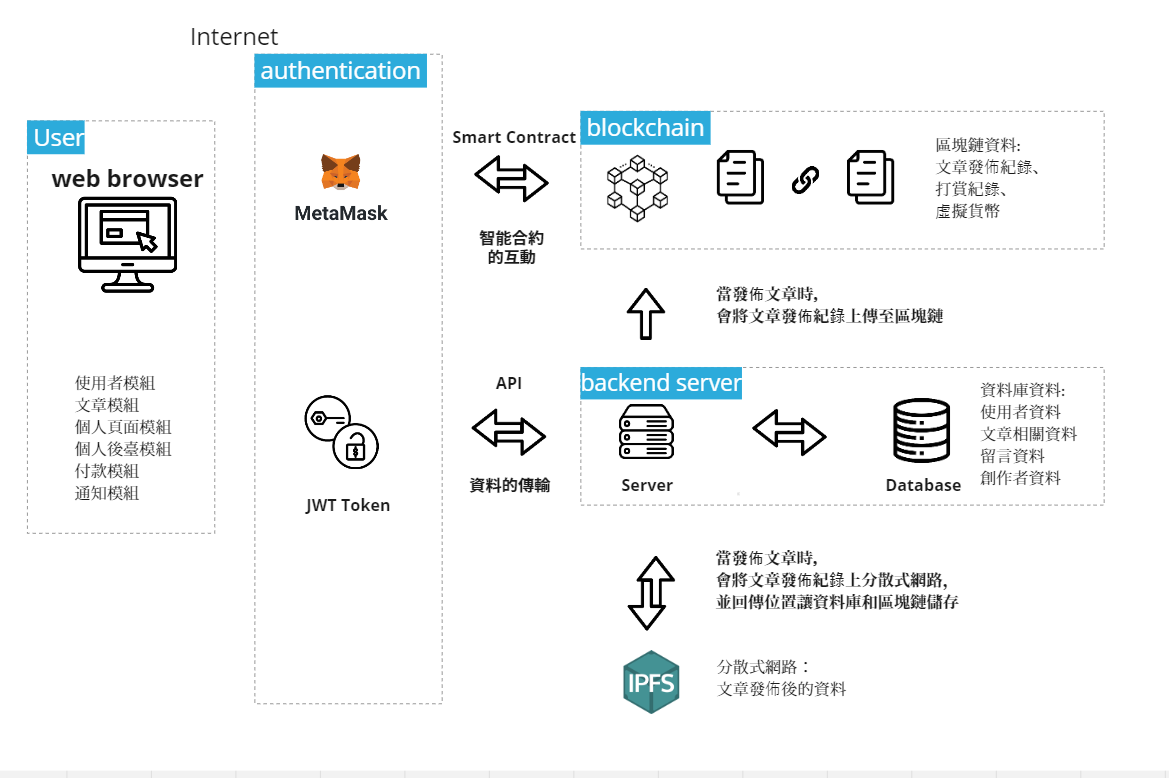 Internet
authentication
User
web browser
使用者模組
文章模組
個人頁面模組
個人後臺模組
付款模組
通知模組
MetaMask
JWT Token
Smart Contract
智能合約
的互動
API
資料的傳輸
blockchain
區塊鏈資料:
文章發佈紀錄、
打賞紀錄、
虛擬貨幣
當發佈文章時,
會將文章發佈紀錄上傳至區塊鏈
backend server
Server
Database
資料庫資料:
使用者資料
文章相關資料
留言資料
創作者資料
當發佈文章時,
會將文章發佈紀錄上分散式網路,
並回傳位置讓資料庫和區塊鏈儲存
IPFS
分散式網路：
文章發佈後的資料